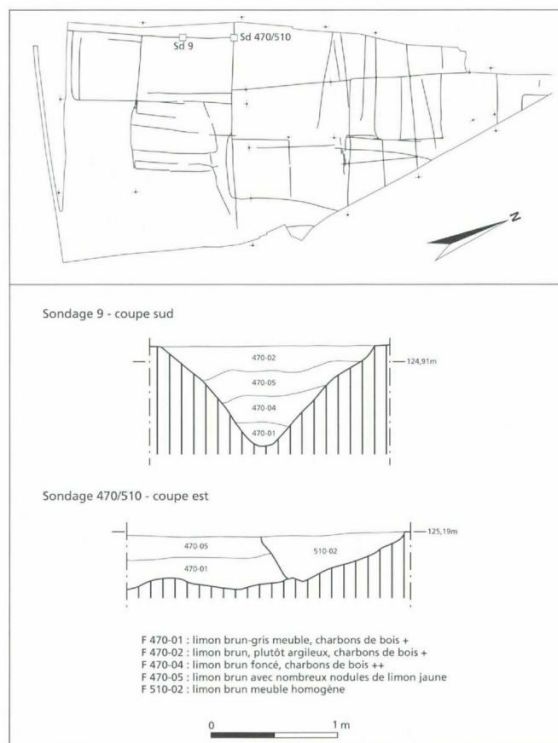 Sd 9
Sd 470/510
N
Sondage 9 - coupe sud
470-02
124,91m
470-05
470-04
470-01
Sondage 470/510 - coupe est
125,19m
470-05
510-02
470-01
F 470-01 : limon brun-gris meuble, charbons de bois +
F 470-02 : limon brun, plutôt argileux, charbons de bois +
F 470-04 : limon brun foncé, charbons de bois ++
F 470-05 : limon brun avec nombreux nodules de limon jaune
F 510-02 : limon brun meuble homogène
0 1 m